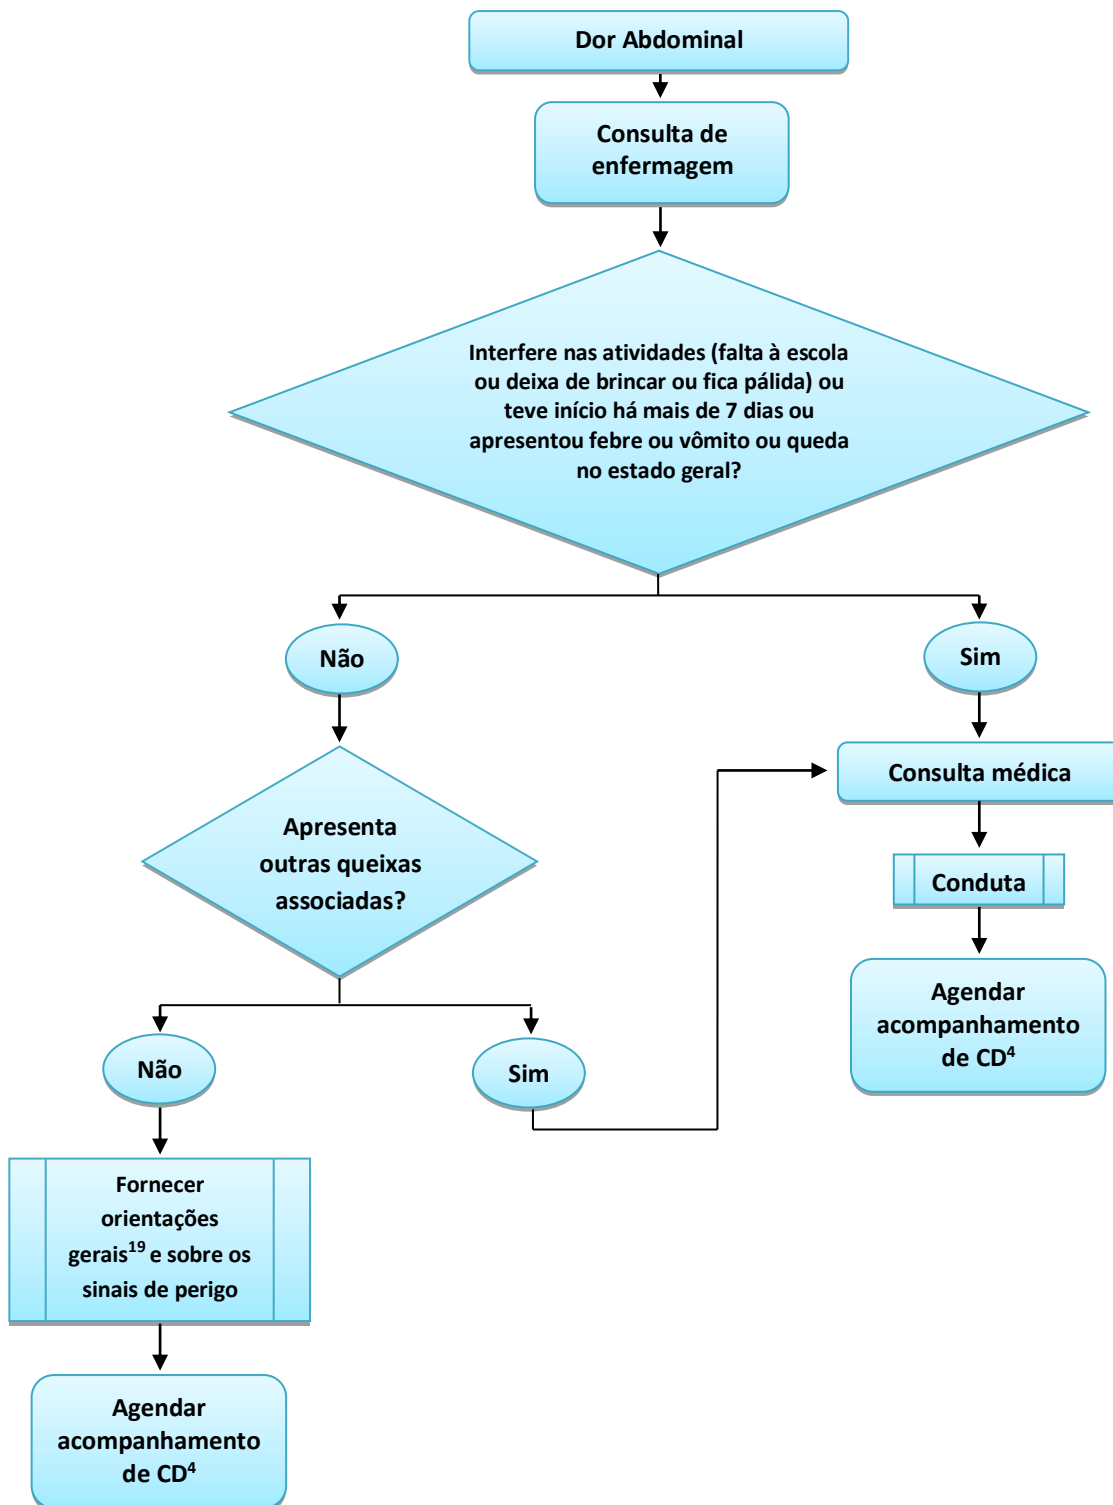 Dor Abdominal
Consulta de
enfermagem
Interfere nas atividades (falta à escola
ou deixa de brincar ou fica pálida) ou
teve início há mais de 7 dias ou
apresentou febre ou vômito ou queda
no estado geral?
Não
Sim
Apresenta
outras queixas
associadas?
Consulta médica
Conduta
Agendar
acompanhamento
de CD⁴
Não
Sim
Fornecer
orientações
gerais¹⁹ e sobre os
sinais de perigo
Agendar
acompanhamento
de CD⁴